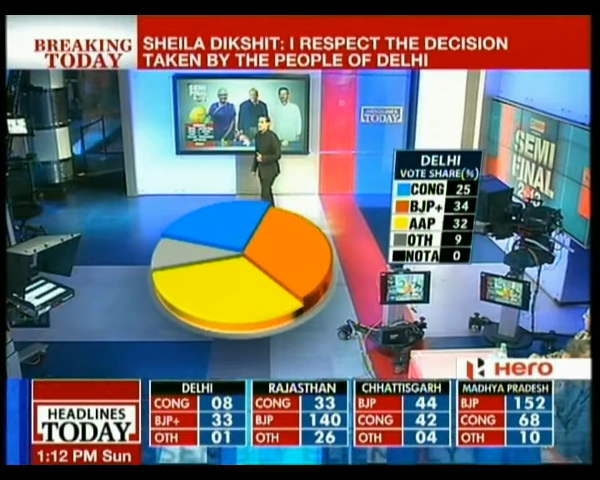 BREAKING
TODAY
SHEILA DIKSHIT: I RESPECT THE DECISION
TAKEN BY THE PEOPLE OF DELHI
SEMI
FINAL
HEADLINES
TODAY
SEMI
FINAL
2013
DELHI
VOTE SHARE(%)
CONG 25
BJP+ 34
AAP 32
OTH 9
NOTA 0
Hero
HEADLINES
TODAY
1:12 PM Sun
DELHI
CONG 08
BJP+ 33
OTH 01
RAJASTHAN
CONG 33
BJP 140
OTH 26
CHHATTISGARH
BJP 44
CONG 42
OTH 04
MADHYA PRADESH
BJP 152
CONG 68
OTH 10